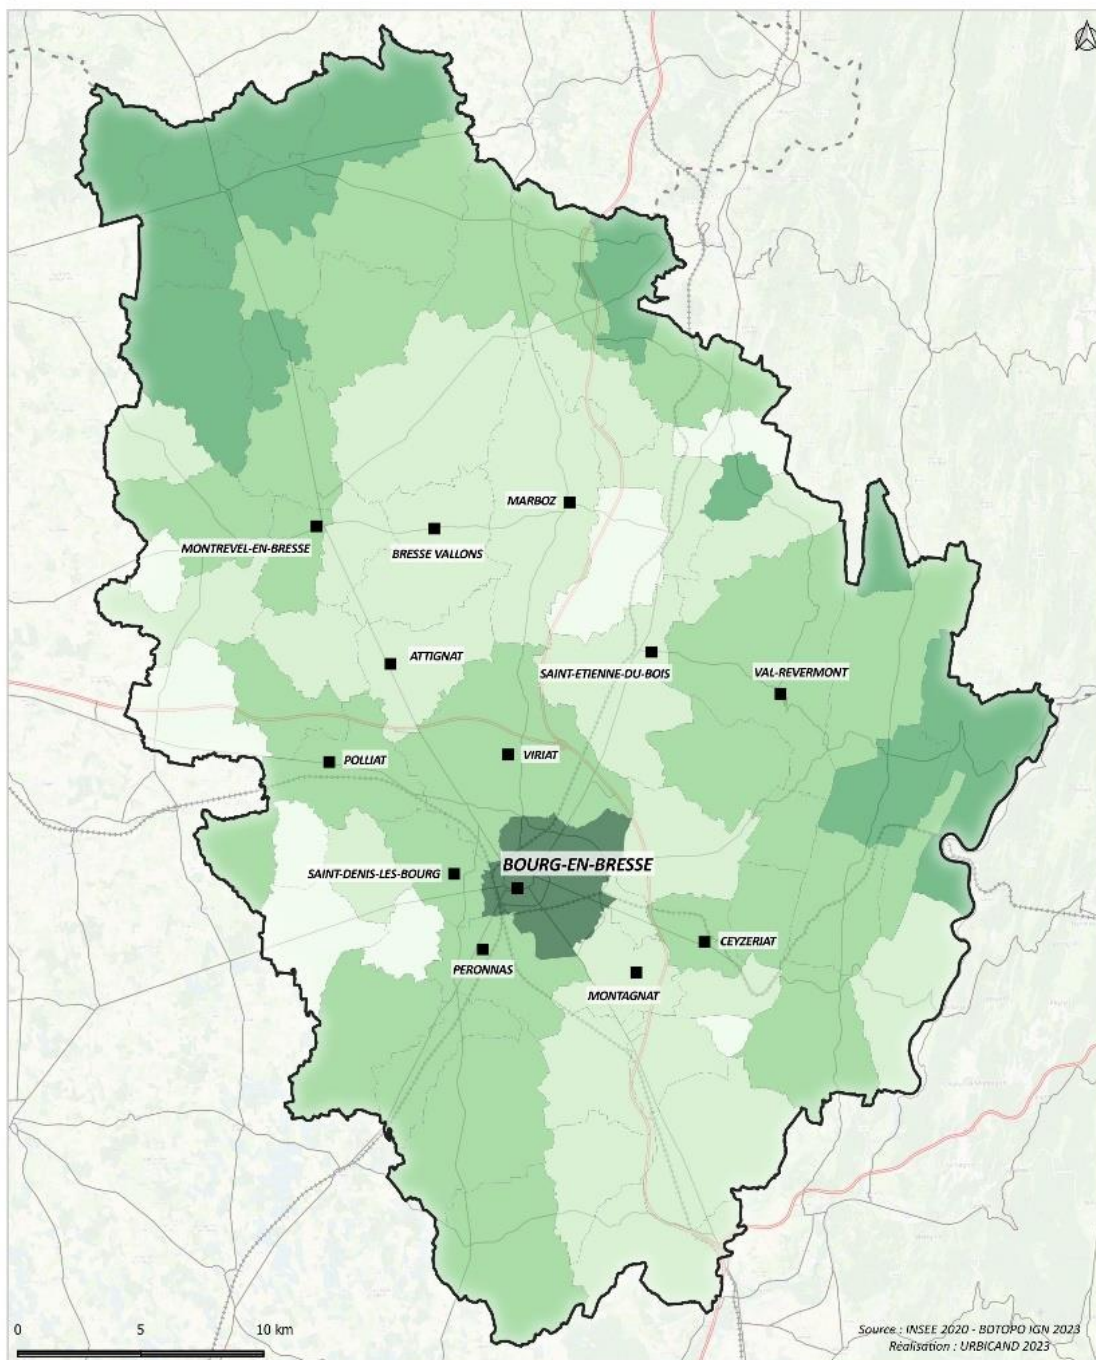 MARBOZ
MONTREVEL-EN-BRESSE
BRESSE VALLONS
ATTIGNAT
SAINT-ETIENNE-DU-BOIS
VAL-REVERMONT
POLLIAT
VIRIAT
BOURG-EN-BRESSE
SAINT-DENIS-LES-BOURG
CEYZERIAT
PERONNAS
MONTAGNAT
0 5 10 km
Source : INSEE 2020 - BDTOPO IGN 2023
Réalisation : URBICAND 2023